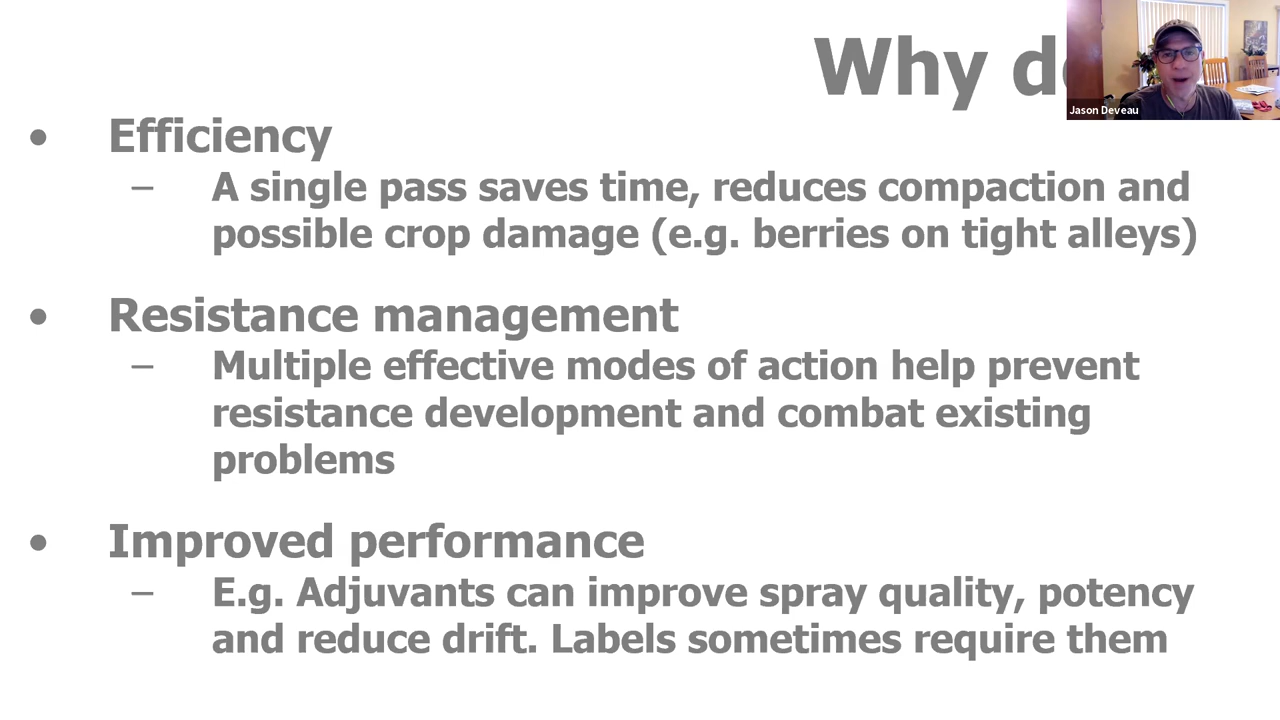 Why
Jason Deveau
• Efficiency
– A single pass saves time, reduces compaction and
possible crop damage (e.g. berries on tight alleys)
• Resistance management
– Multiple effective modes of action help prevent
resistance development and combat existing
problems
• Improved performance
– E.g. Adjuvants can improve spray quality, potency
and reduce drift. Labels sometimes require them